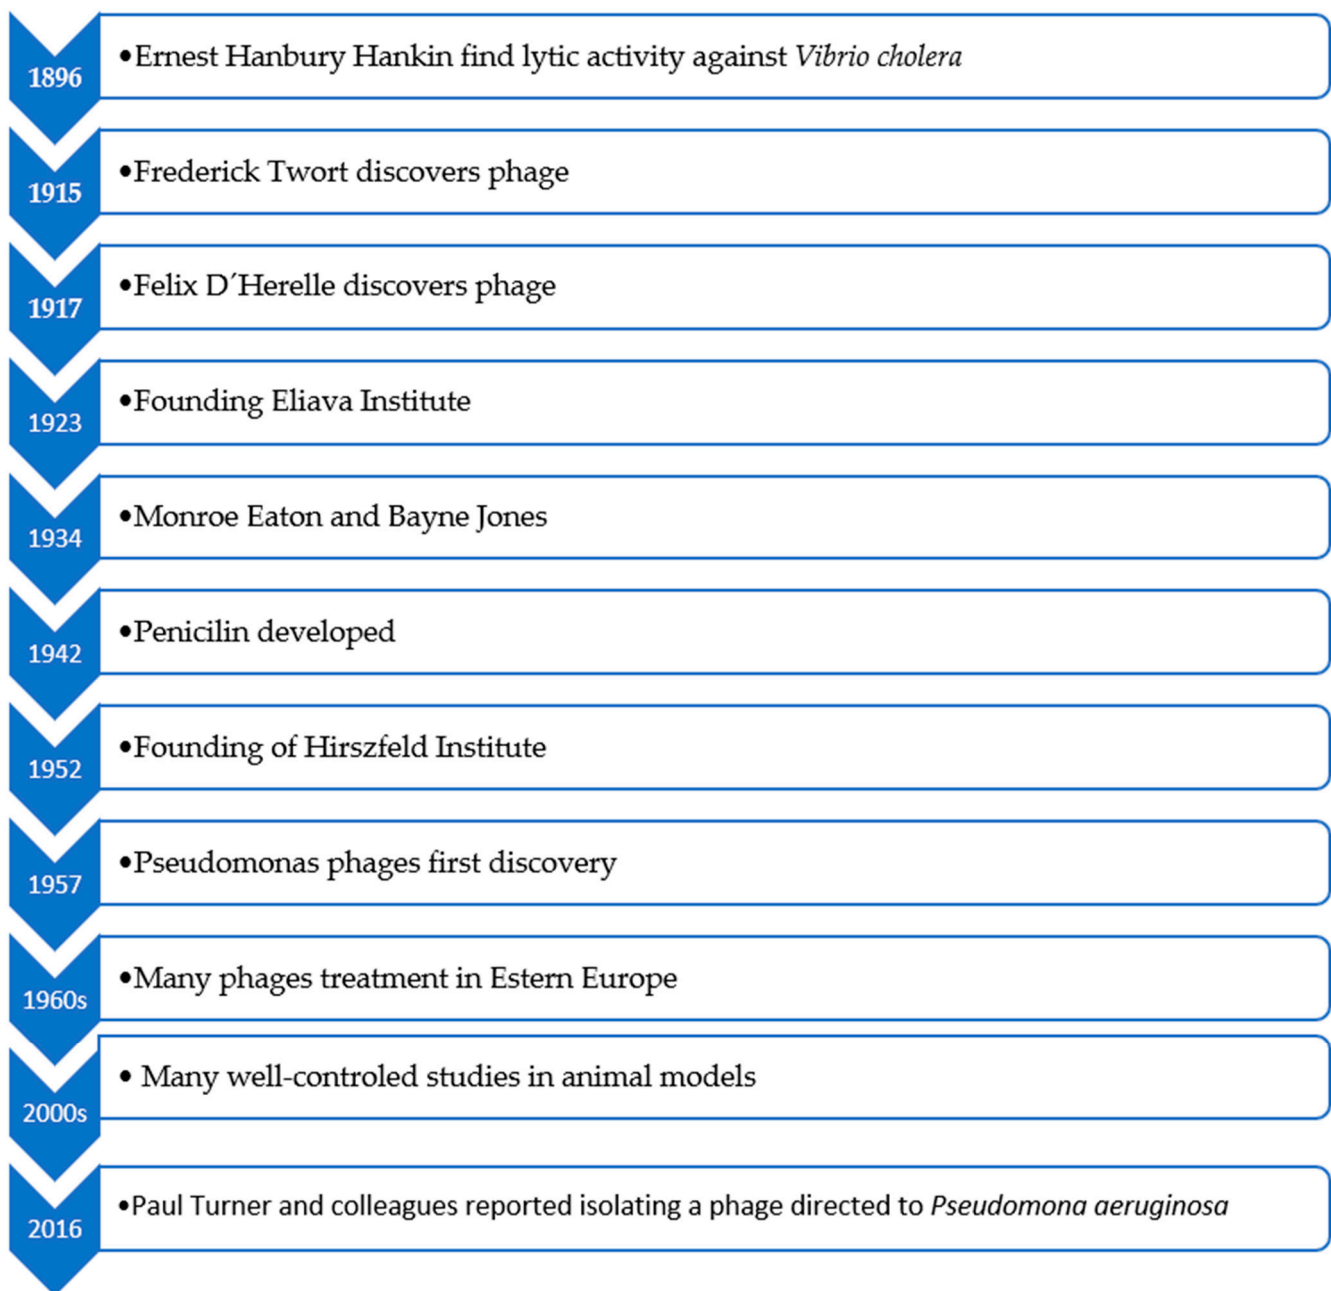 1896
•Ernest Hanbury Hankin find lytic activity against Vibrio cholera
1915
•Frederick Twort discovers phage
1917
•Felix D´Herelle discovers phage
1923
•Founding Eliava Institute
1934
•Monroe Eaton and Bayne Jones
1942
•Penicilin developed
1952
•Founding of Hirszfeld Institute
1957
•Pseudomonas phages first discovery
1960s
•Many phages treatment in Estern Europe
2000s
• Many well-controled studies in animal models
2016
•Paul Turner and colleagues reported isolating a phage directed to Pseudomona aeruginosa